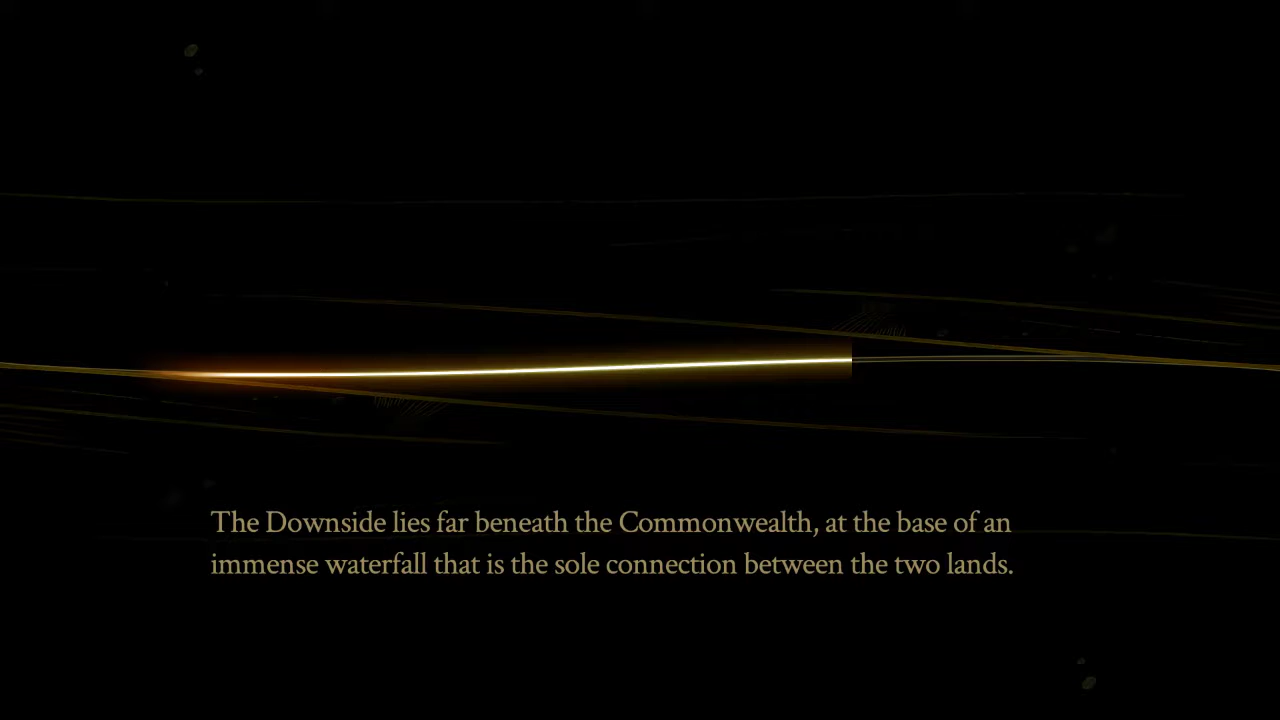 The Downside lies far beneath the Commonwealth, at the base of an
immense waterfall that is the sole connection between the two lands.